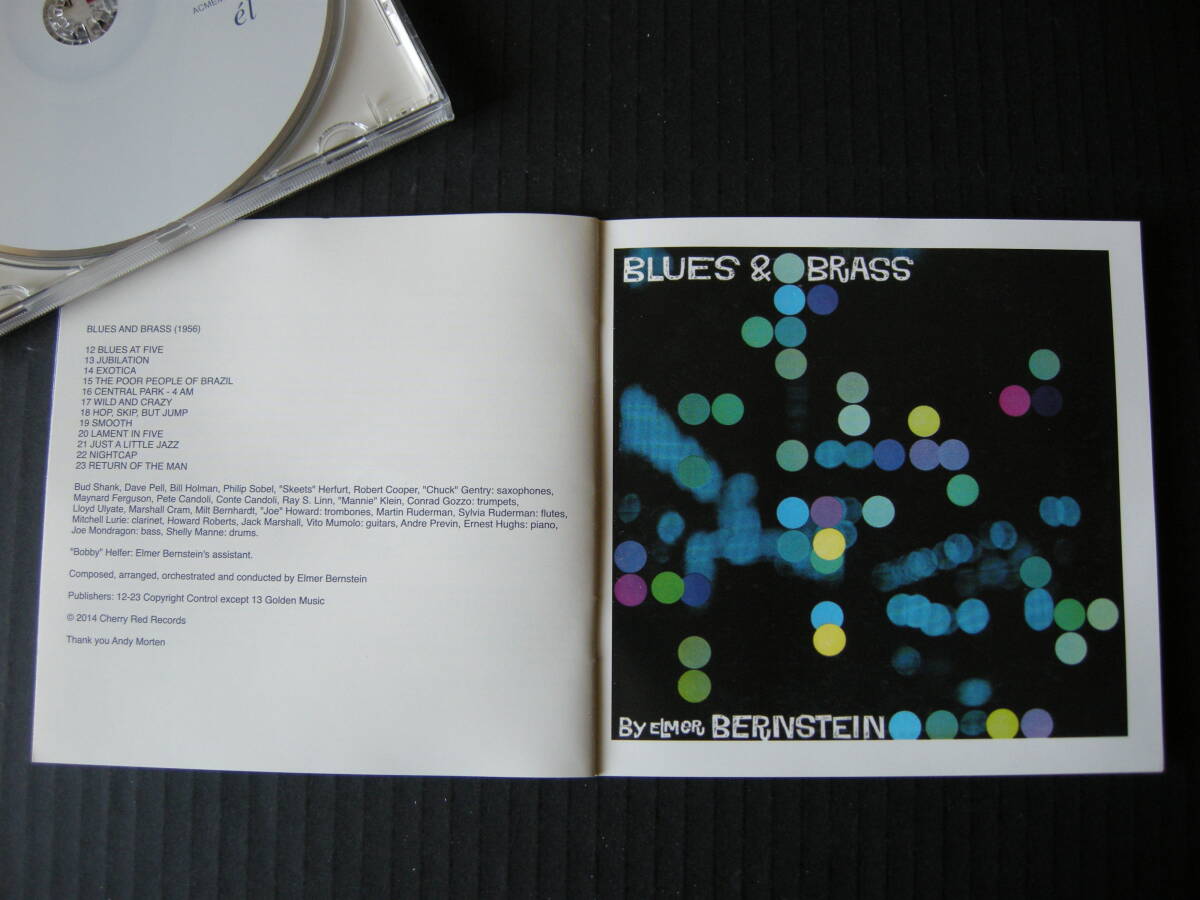 ACMEM
él
BLUES AND BRASS (1956)
12 BLUES AT FIVE
13 JUBILATION
14 EXOTICA
15 THE POOR PEOPLE OF BRAZIL
16 CENTRAL PARK - 4 AM
17 WILD AND CRAZY
18 HOP, SKIP, BUT JUMP
19 SMOOTH
20 LAMENT IN FIVE
21 JUST A LITTLE JAZZ
22 NIGHTCAP
23 RETURN OF THE MAN
Bud Shank, Dave Pell, Bill Holman, Philip Sobel, "Skeets" Herfurt, Robert Cooper, "Chuck" Gentry: saxophones,
Maynard Ferguson, Pete Candoli, Conte Candoli, Ray S. Linn, "Mannie" Klein, Conrad Gozzo: trumpets,
Lloyd Ulyate, Marshall Cram, Milt Bernhardt, "Joe" Howard: trombones, Martin Ruderman, Sylvia Ruderman: flutes,
Mitchell Lurie: clarinet, Howard Roberts, Jack Marshall, Vito Mumolo: guitars, Andre Previn, Ernest Hughs: piano,
Joe Mondragon: bass, Shelly Manne: drums.
"Bobby" Helfer: Elmer Bernstein's assistant.
Composed, arranged, orchestrated and conducted by Elmer Bernstein
Publishers: 12-23 Copyright Control except 13 Golden Music
© 2014 Cherry Red Records
Thank you Andy Morten
BLUES & BRASS
BY ELMER BERNSTEIN